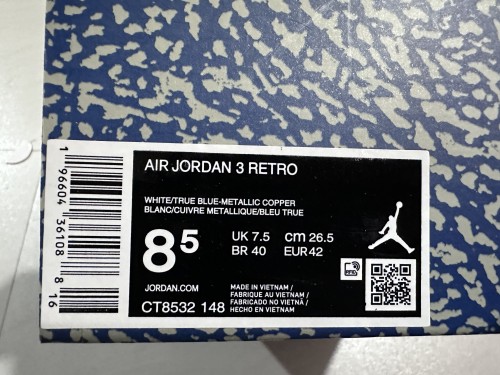 AIR JORDAN 3 RETRO
WHITE/TRUE BLUE-METALLIC COPPER
BLANC/CUIVRE METALLIQUE/BLEU TRUE
8 5 UK 7.5 cm 26.5
BR 40 EUR 42
JORDAN.COM
CT8532 148
MADE IN VIETNAM /
FABRIQUE AU VIETNAM /
FABRICADO NO VIETNÃ /
HECHO EN VIETNAM
1 96604 36108 8 16